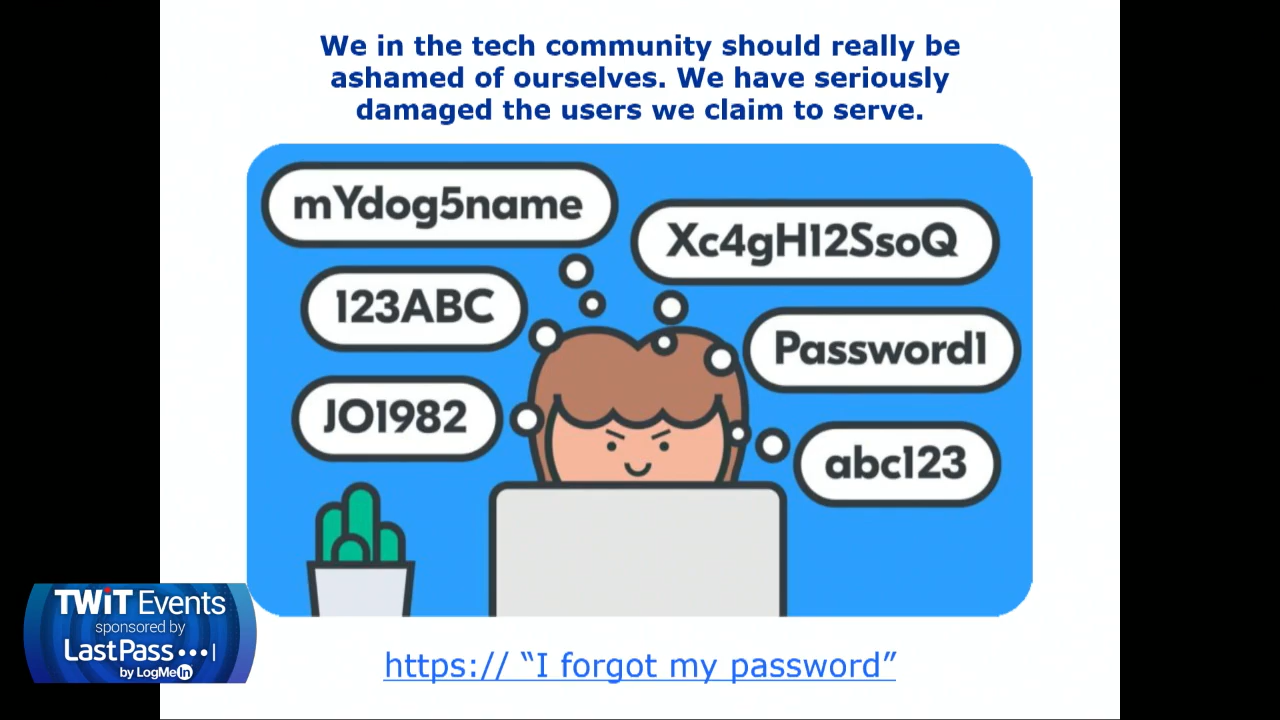 We in the tech community should really be
ashamed of ourselves. We have seriously
damaged the users we claim to serve.
mYdog5name
Xc4gH12SsoQ
123ABC
Password1
JO1982
abc123
TWiT Events
sponsored by
LastPass •••|
by LogMeIn
https:// “I forgot my password”